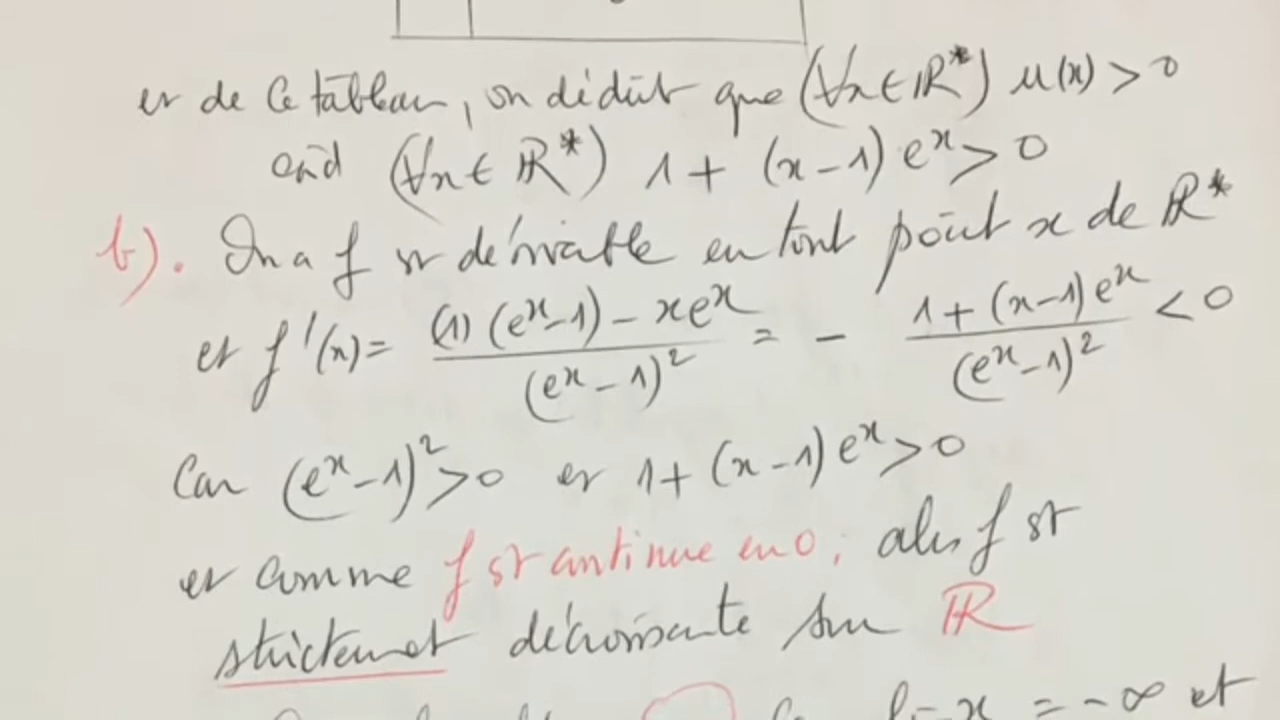 et de ce tableau, on déduit que (∀x∈ℝ*) u(x) > 0
càd (∀x∈ℝ*) 1 + (x-1) eˣ > 0
b). On a f est dérivable en tout point x de ℝ*
et f'(x) = ((1)(eˣ-1) - xeˣ)/(eˣ-1)² = - (1+(x-1)eˣ)/(eˣ-1)² < 0
Car (eˣ-1)² > 0 et 1+(x-1)eˣ > 0
et comme f est continue en 0, alors f est
strictement décroissante sur ℝ
-x = -∞ et